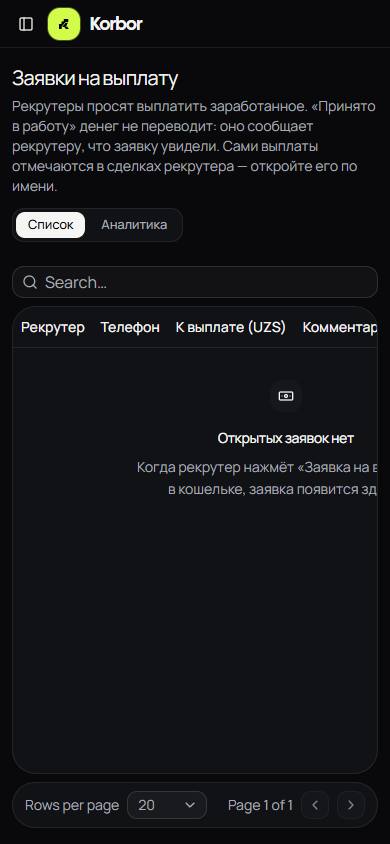 Korbor
Заявки на выплату
Рекрутеры просят выплатить заработанное. «Принято
в работу» денег не переводит: оно сообщает
рекрутеру, что заявку увидели. Сами выплаты
отмечаются в сделках рекрутера — откройте его по
имени.
Список Аналитика
Search...
Рекрутер Телефон К выплате (UZS) Комментар
Открытых заявок нет
Когда рекрутер нажмёт «Заявка на в
в кошельке, заявка появится зд
Rows per page 20 Page 1 of 1